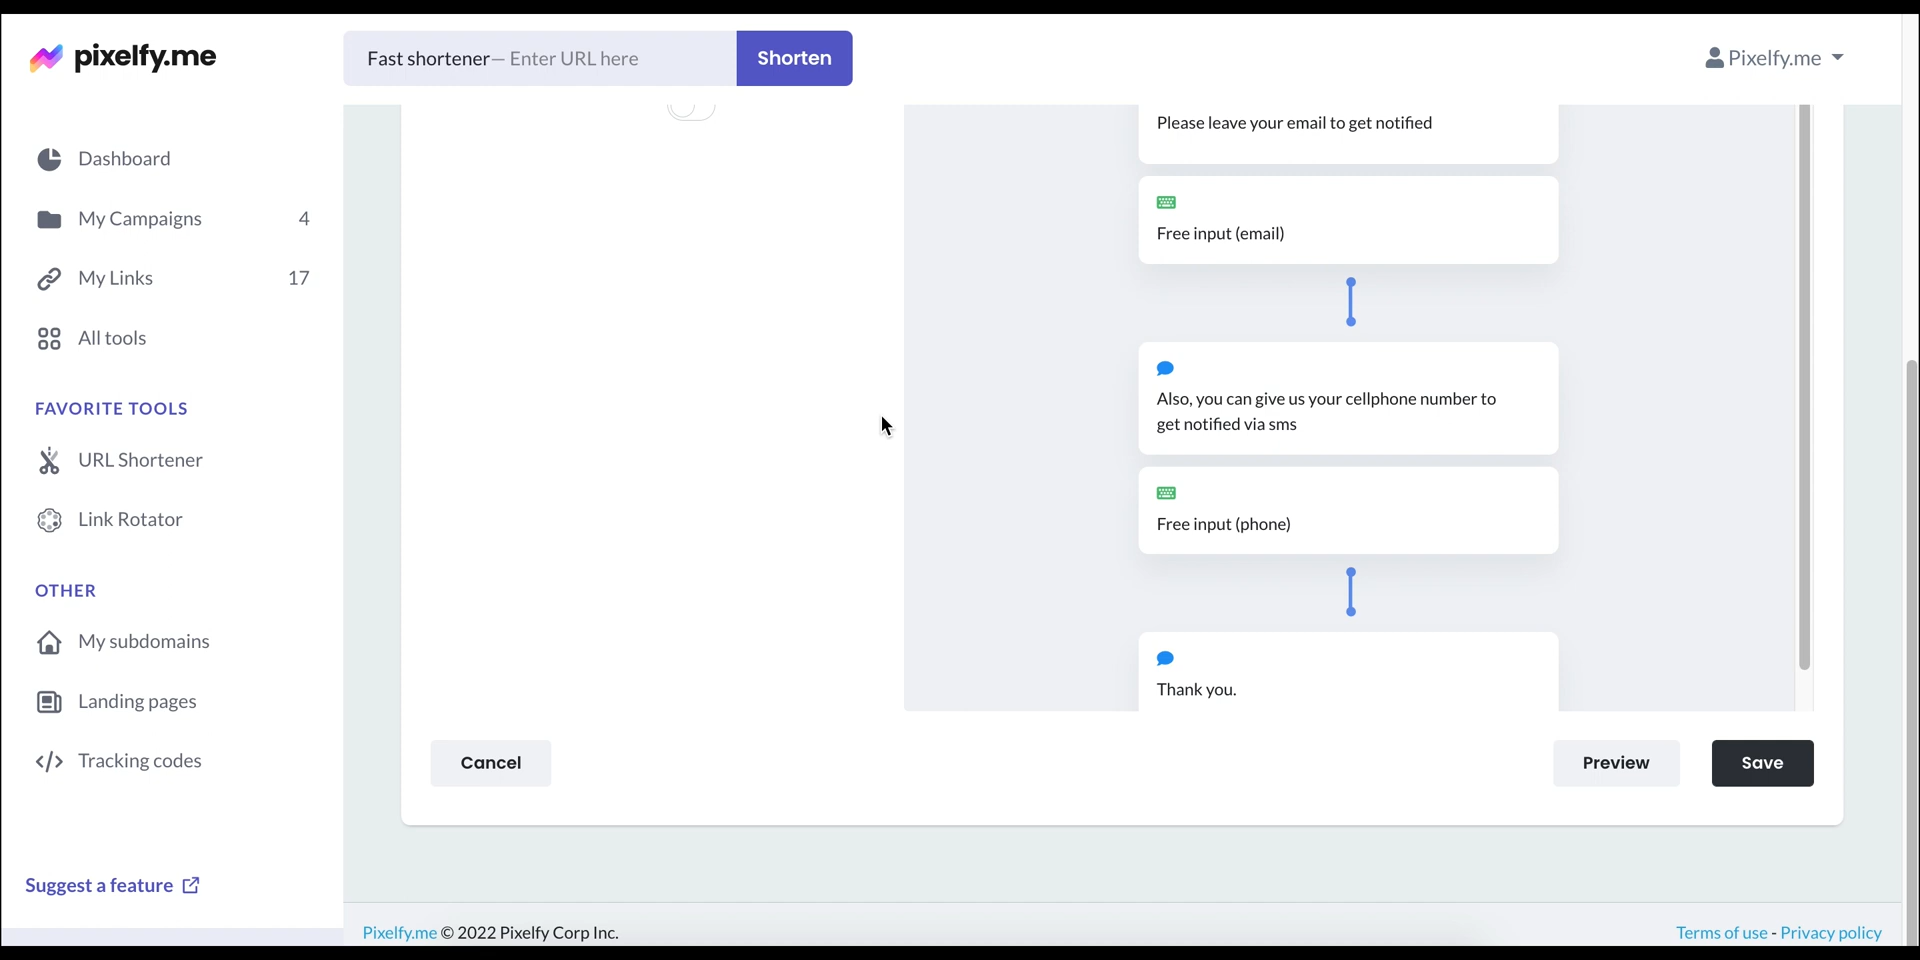 pixelfy.me
Fast shortener— Enter URL here
Shorten
Pixelfy.me
Dashboard
My Campaigns 4
My Links 17
All tools
FAVORITE TOOLS
URL Shortener
Link Rotator
OTHER
My subdomains
Landing pages
Tracking codes
Suggest a feature
Please leave your email to get notified
Free input (email)
Also, you can give us your cellphone number to
get notified via sms
Free input (phone)
Thank you.
Cancel
Preview
Save
Pixelfy.me © 2022 Pixelfy Corp Inc.
Terms of use - Privacy policy